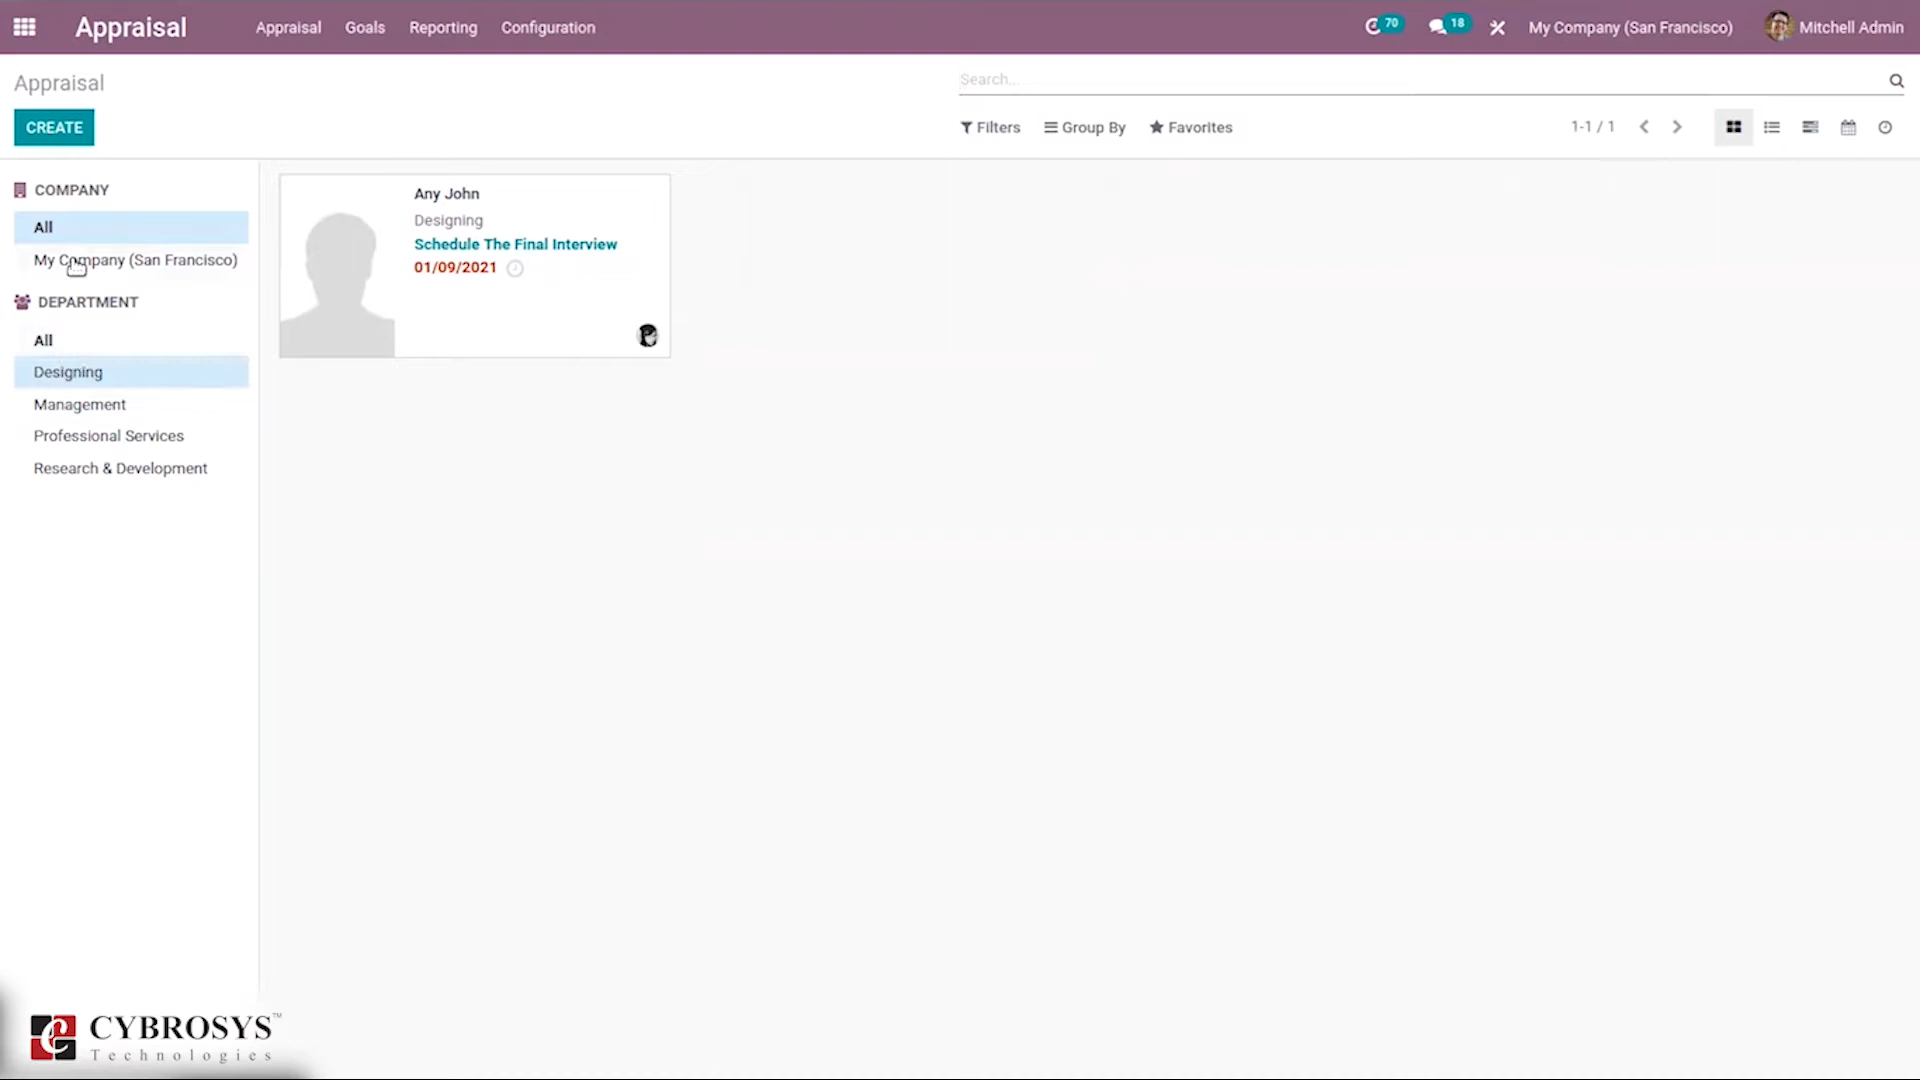 Appraisal Appraisal Goals Reporting Configuration 70 18 My Company (San Francisco) Mitchell Admin
Appraisal
Search...
CREATE
Filters Group By Favorites 1-1 / 1
COMPANY
All
My Company (San Francisco)
DEPARTMENT
All
Designing
Management
Professional Services
Research & Development
Any John
Designing
Schedule The Final Interview
01/09/2021
CYBROSYS™
Technologies